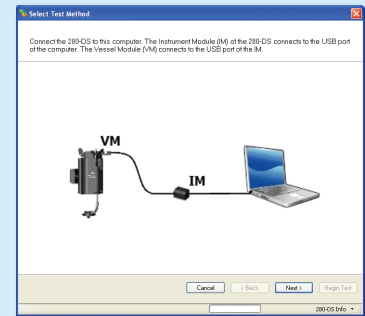 Select Test Method
Connect the 280-DS to this computer. The Instrument Module (IM) of the 280-DS connects to the USB port
of the computer. The Vessel Module (VM) connects to the USB port of the IM.
VM
IM
Cancel
< Back
Next >
Begin Test
280-DS Info